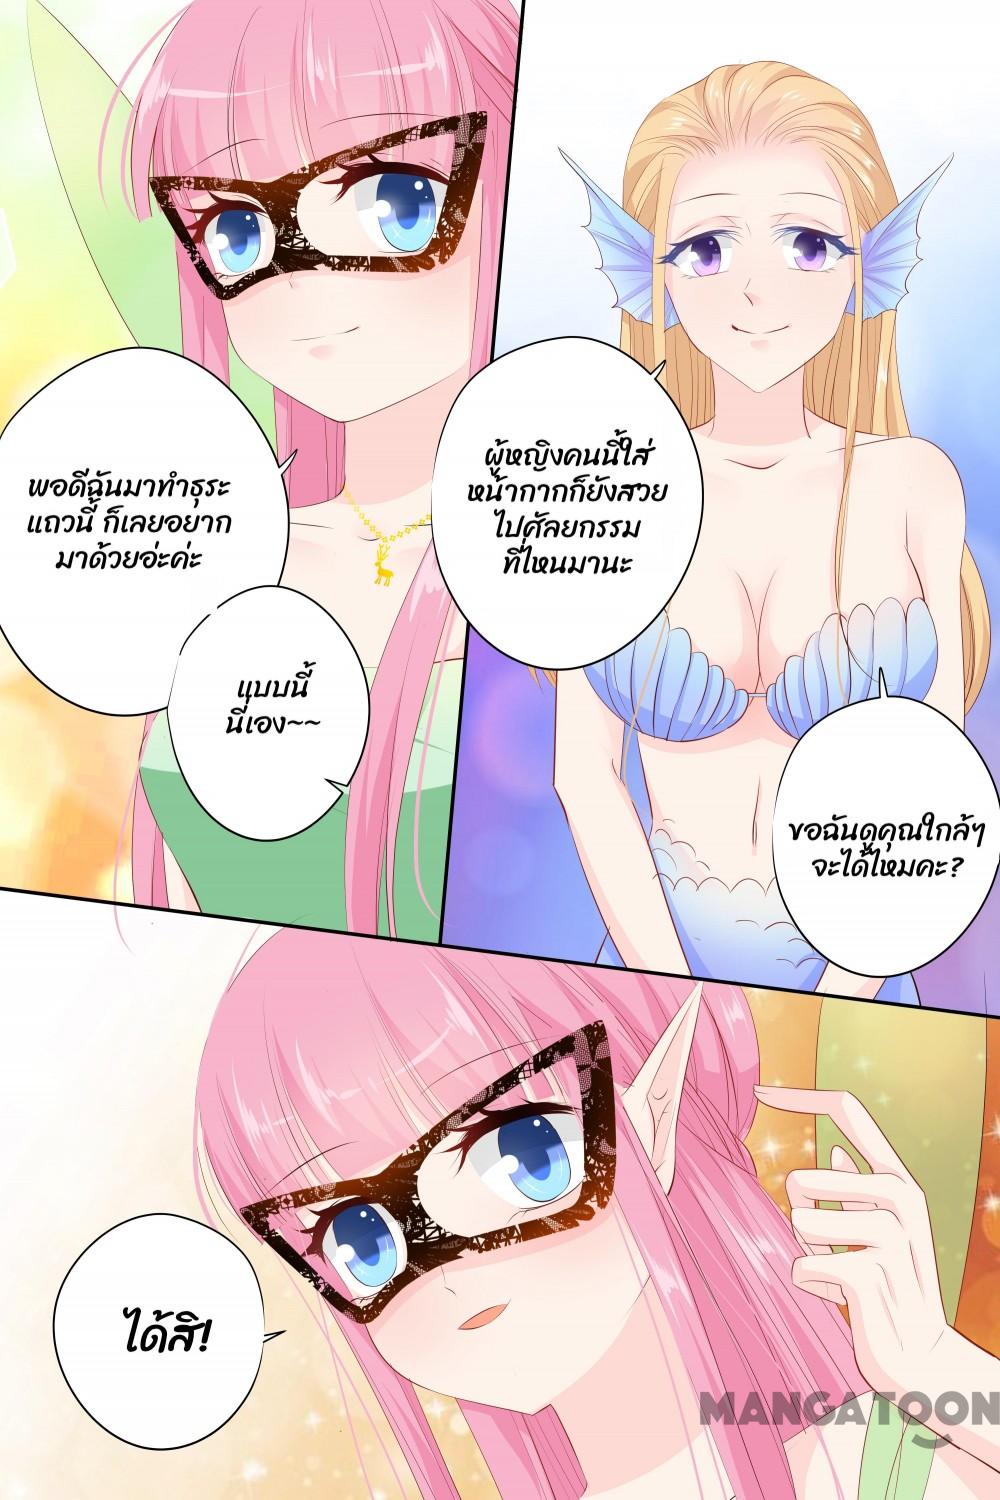 พอดีฉันมาทำธุระ
แถวนี้ ก็เลยอยาก
มาด้วยอ่ะค่ะ
แบบนี้
นี่เอง~~
ผู้หญิงคนนี้ใส่
หน้ากากก็ยังสวย
ไปศัลยกรรม
ที่ไหนมานะ
ขอฉันดูคุณใกล้ๆ
จะได้ไหมคะ?
ได้สิ!
MANGATOON